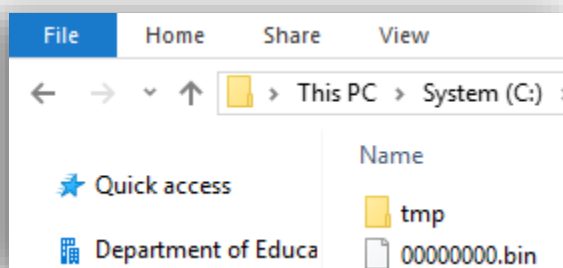 File Home Share View
This PC > System (C:)
Name
Quick access
tmp
Department of Educa
00000000.bin